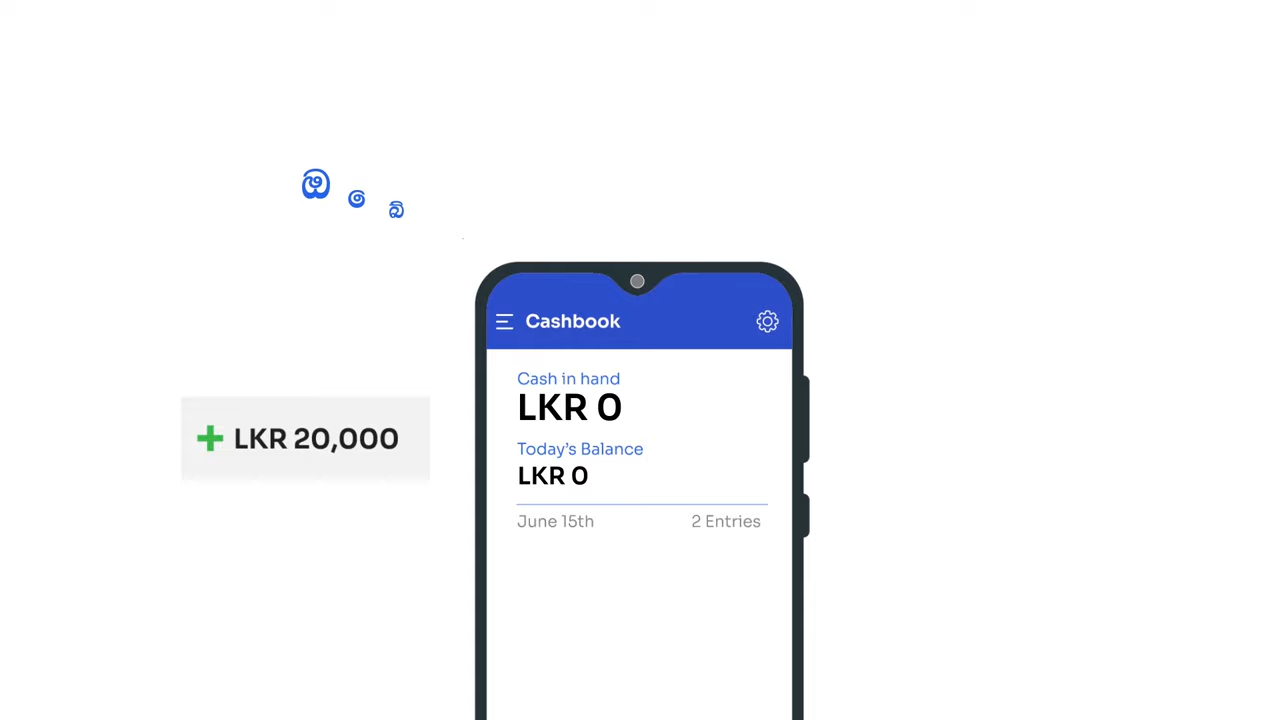 ඔ ගේ බ්
Cashbook
Cash in hand
LKR 0
+ LKR 20,000
Today's Balance
LKR 0
June 15th 2 Entries